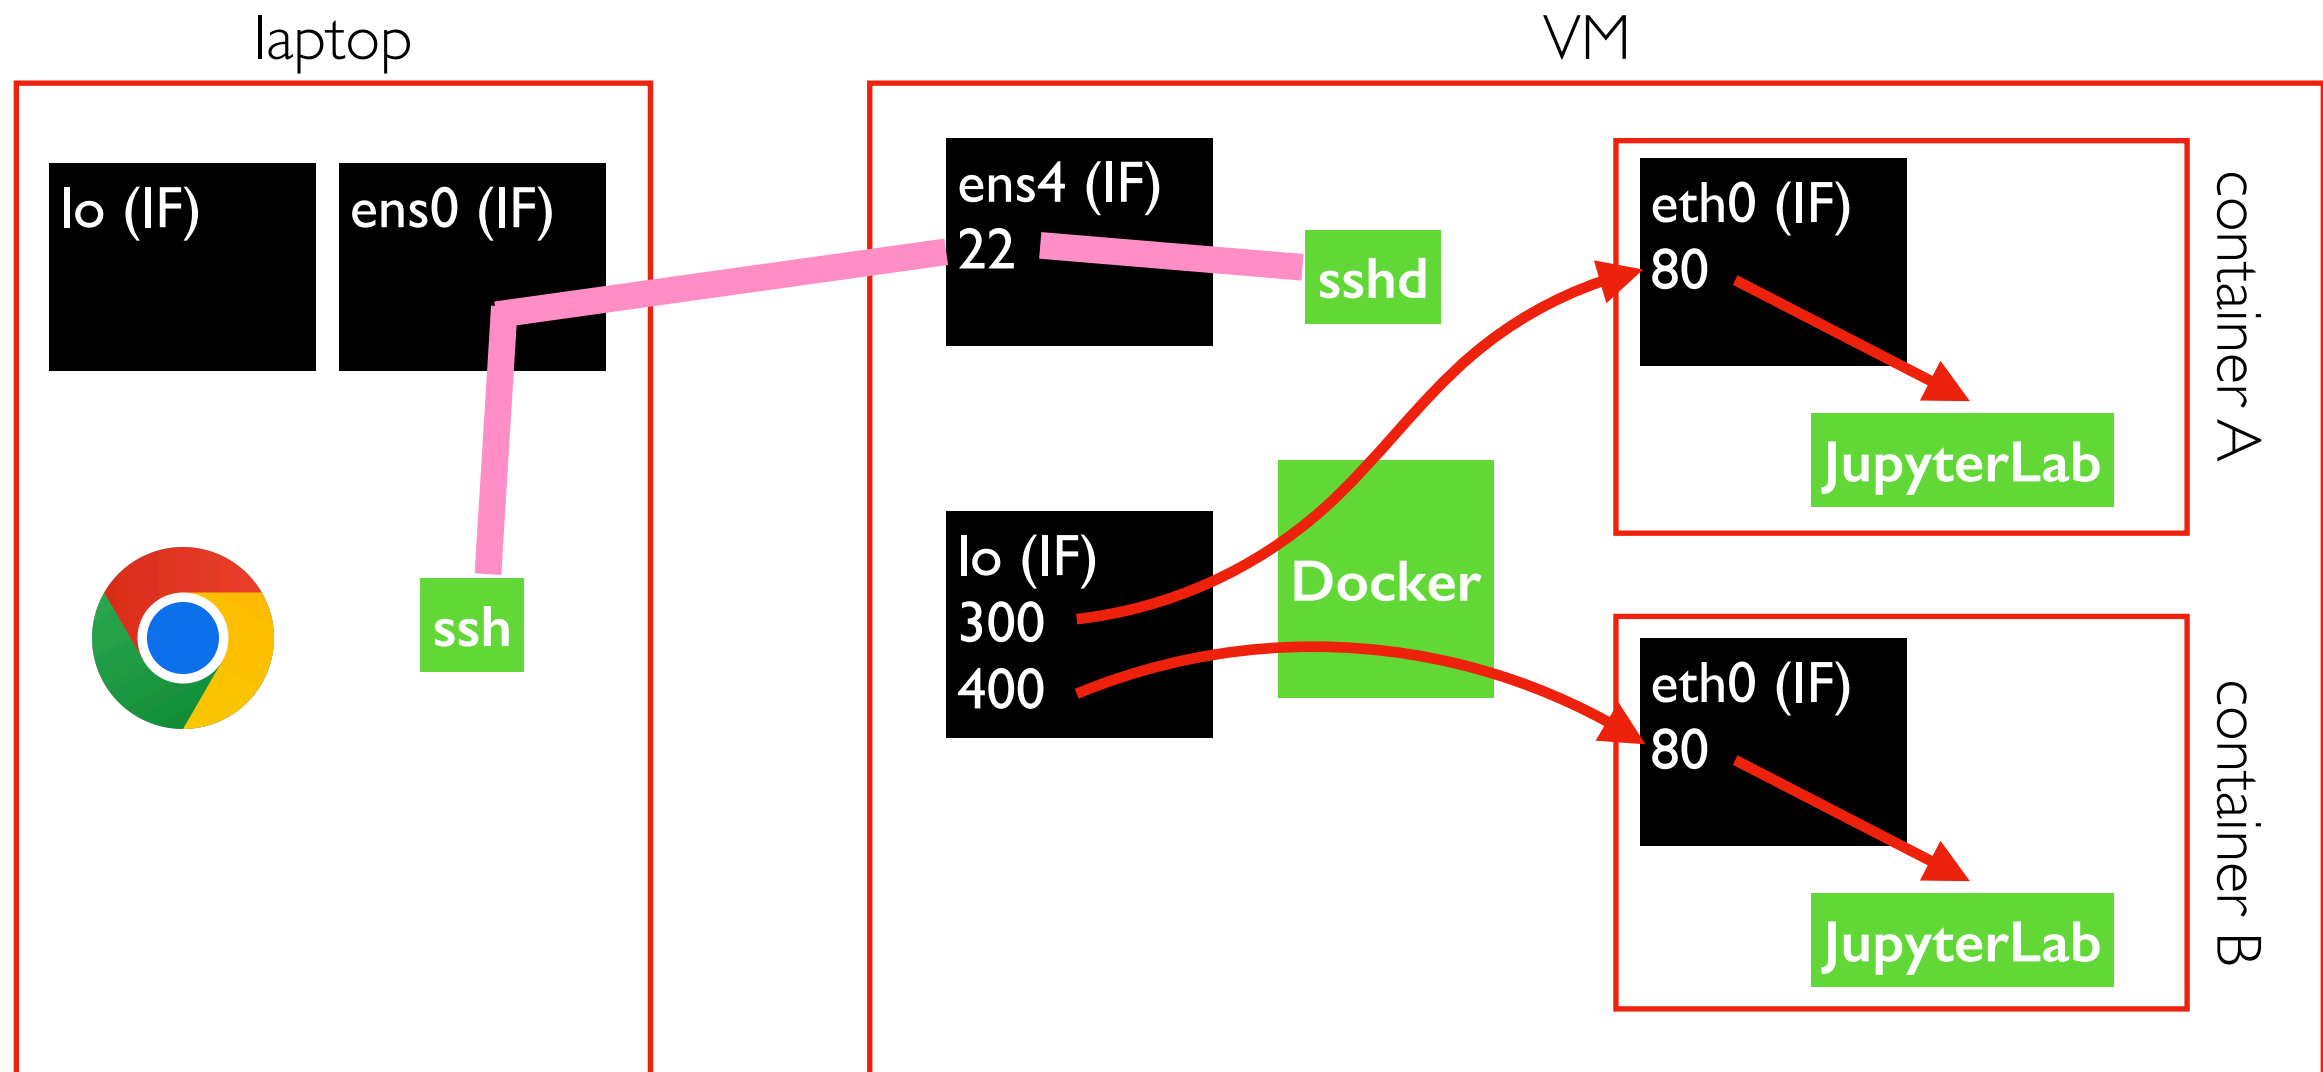 laptop
lo (IF)
ens0 (IF)
ssh
VM
ens4 (IF)
22
sshd
lo (IF)
300
400
Docker
eth0 (IF)
80
JupyterLab
container A
eth0 (IF)
80
JupyterLab
container B